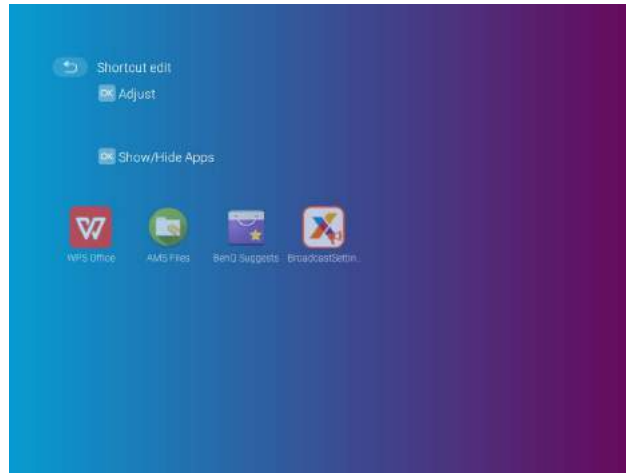 Shortcut edit
OK Adjust
OK Show/Hide Apps
WPS Office AMS Files BenQ Suggests BroadcastSettin...